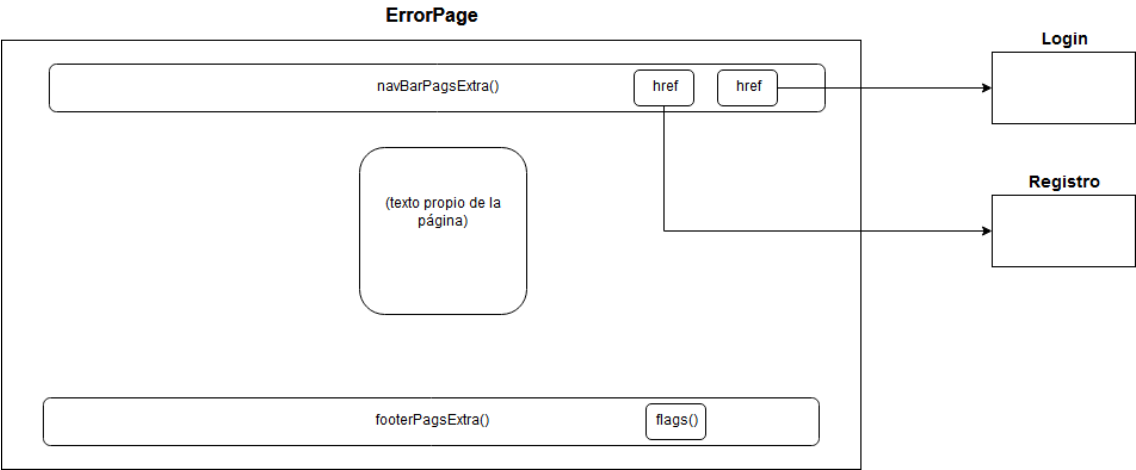 ErrorPage
Login
navBarPagsExtra()
href
href
Registro
(texto propio de la
página)
footerPagsExtra()
flags()